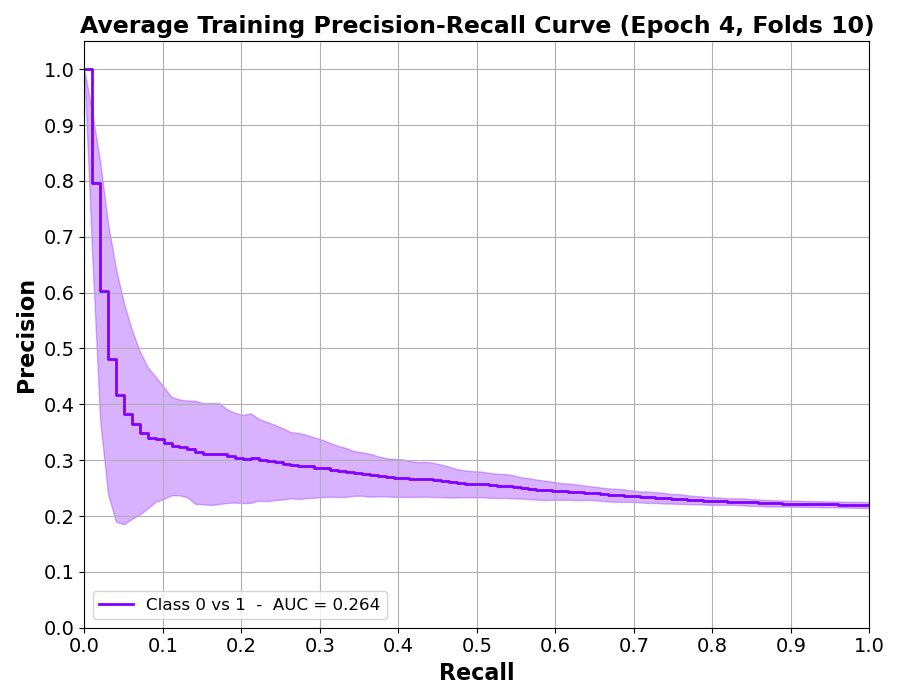 Average Training Precision-Recall Curve (Epoch 4, Folds 10)
Precision
1.0
0.9
0.8
0.7
0.6
0.5
0.4
0.3
0.2
0.1
0.0
Class 0 vs 1 - AUC = 0.264
0.0 0.1 0.2 0.3 0.4 0.5 0.6 0.7 0.8 0.9 1.0
Recall